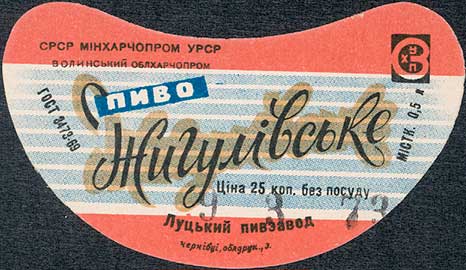 СРСР МІНХАРЧОПРОМ УРСР
ВОЛИНСЬКИЙ ОБЛХАРЧОПРОМ
ГОСТ 3473-69
ПИВО
Жигулівське
МІСТК. 0,5 л
Ціна 25 коп. без посуду
9 3 73
Луцький пивзавод
Чернівці, облдрук.,